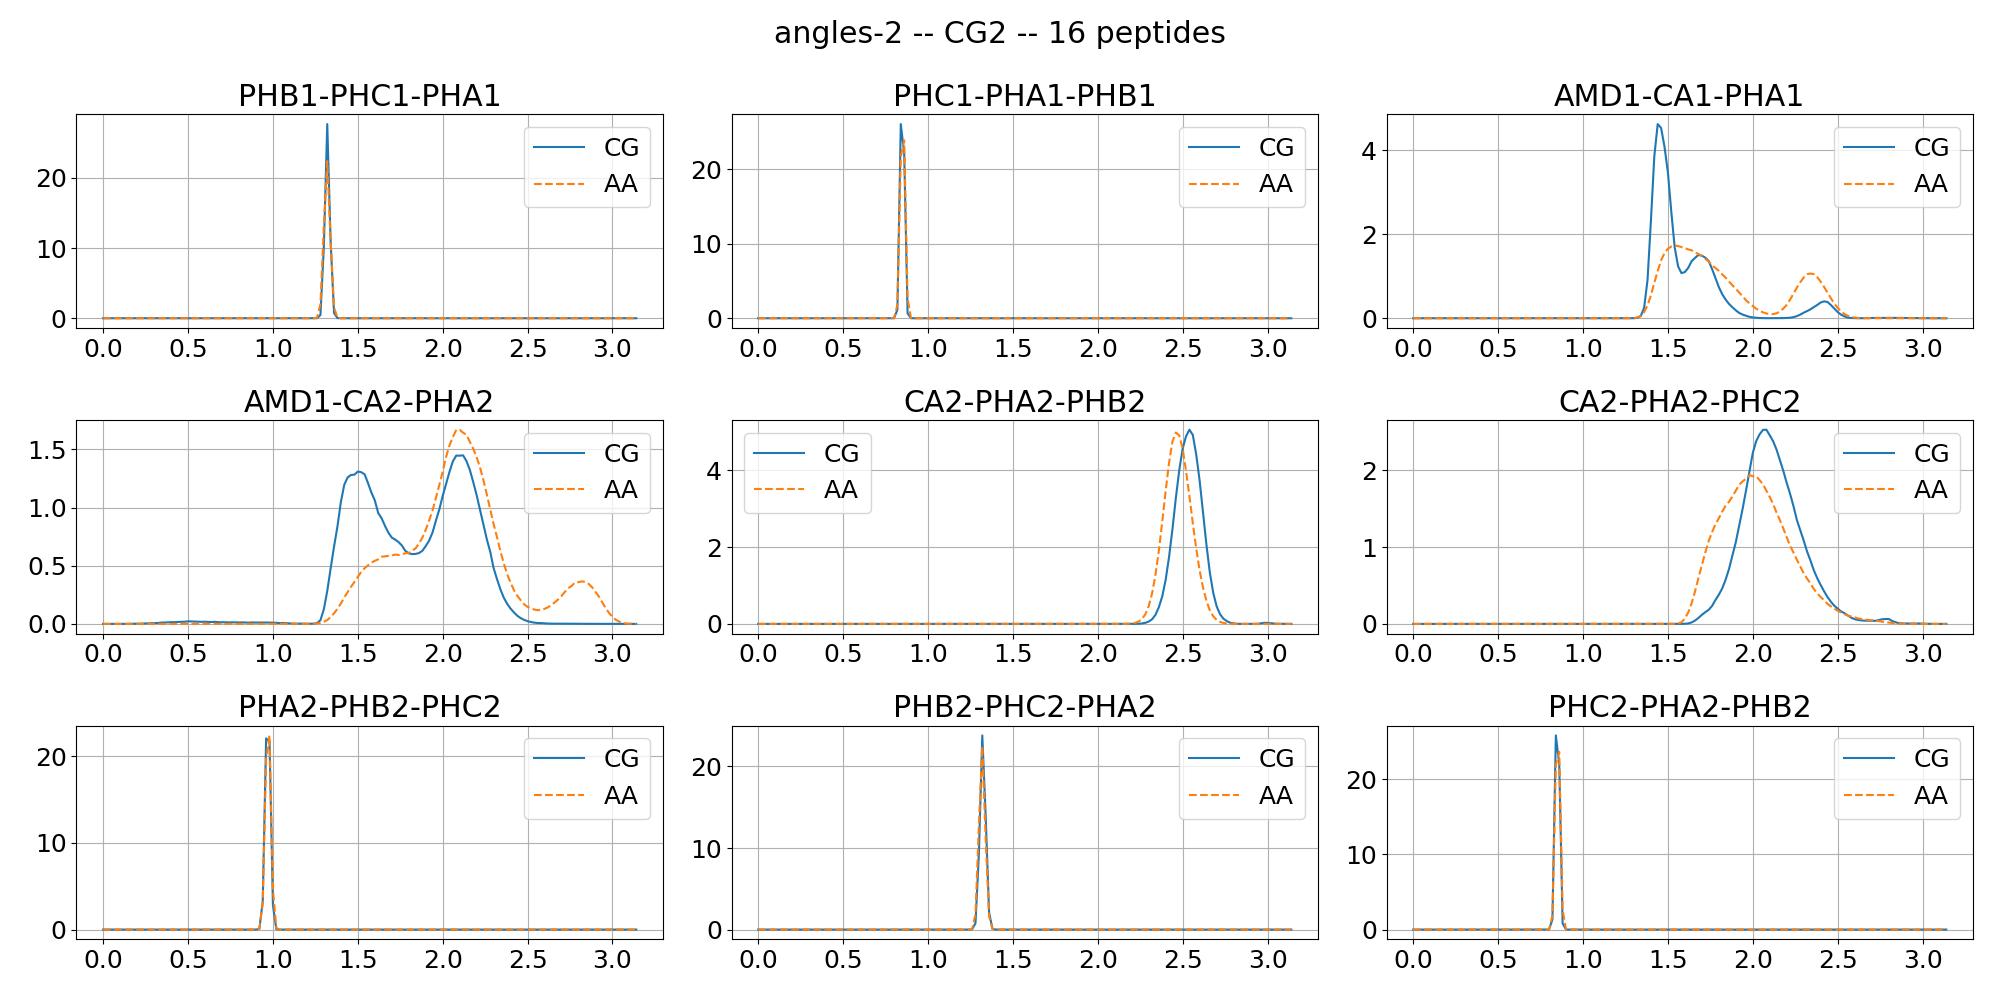 angles-2 -- CG2 -- 16 peptides
PHB1-PHC1-PHA1
20
10
0
0.0 0.5 1.0 1.5 2.0 2.5 3.0
CG
AA
PHC1-PHA1-PHB1
20
10
0
0.0 0.5 1.0 1.5 2.0 2.5 3.0
CG
AA
AMD1-CA1-PHA1
4
2
0
0.0 0.5 1.0 1.5 2.0 2.5 3.0
CG
AA
AMD1-CA2-PHA2
1.5
1.0
0.5
0.0
0.0 0.5 1.0 1.5 2.0 2.5 3.0
CG
AA
CA2-PHA2-PHB2
4
2
0
0.0 0.5 1.0 1.5 2.0 2.5 3.0
CG
AA
CA2-PHA2-PHC2
2
1
0
0.0 0.5 1.0 1.5 2.0 2.5 3.0
CG
AA
PHA2-PHB2-PHC2
20
10
0
0.0 0.5 1.0 1.5 2.0 2.5 3.0
CG
AA
PHB2-PHC2-PHA2
20
10
0
0.0 0.5 1.0 1.5 2.0 2.5 3.0
CG
AA
PHC2-PHA2-PHB2
20
10
0
0.0 0.5 1.0 1.5 2.0 2.5 3.0
CG
AA